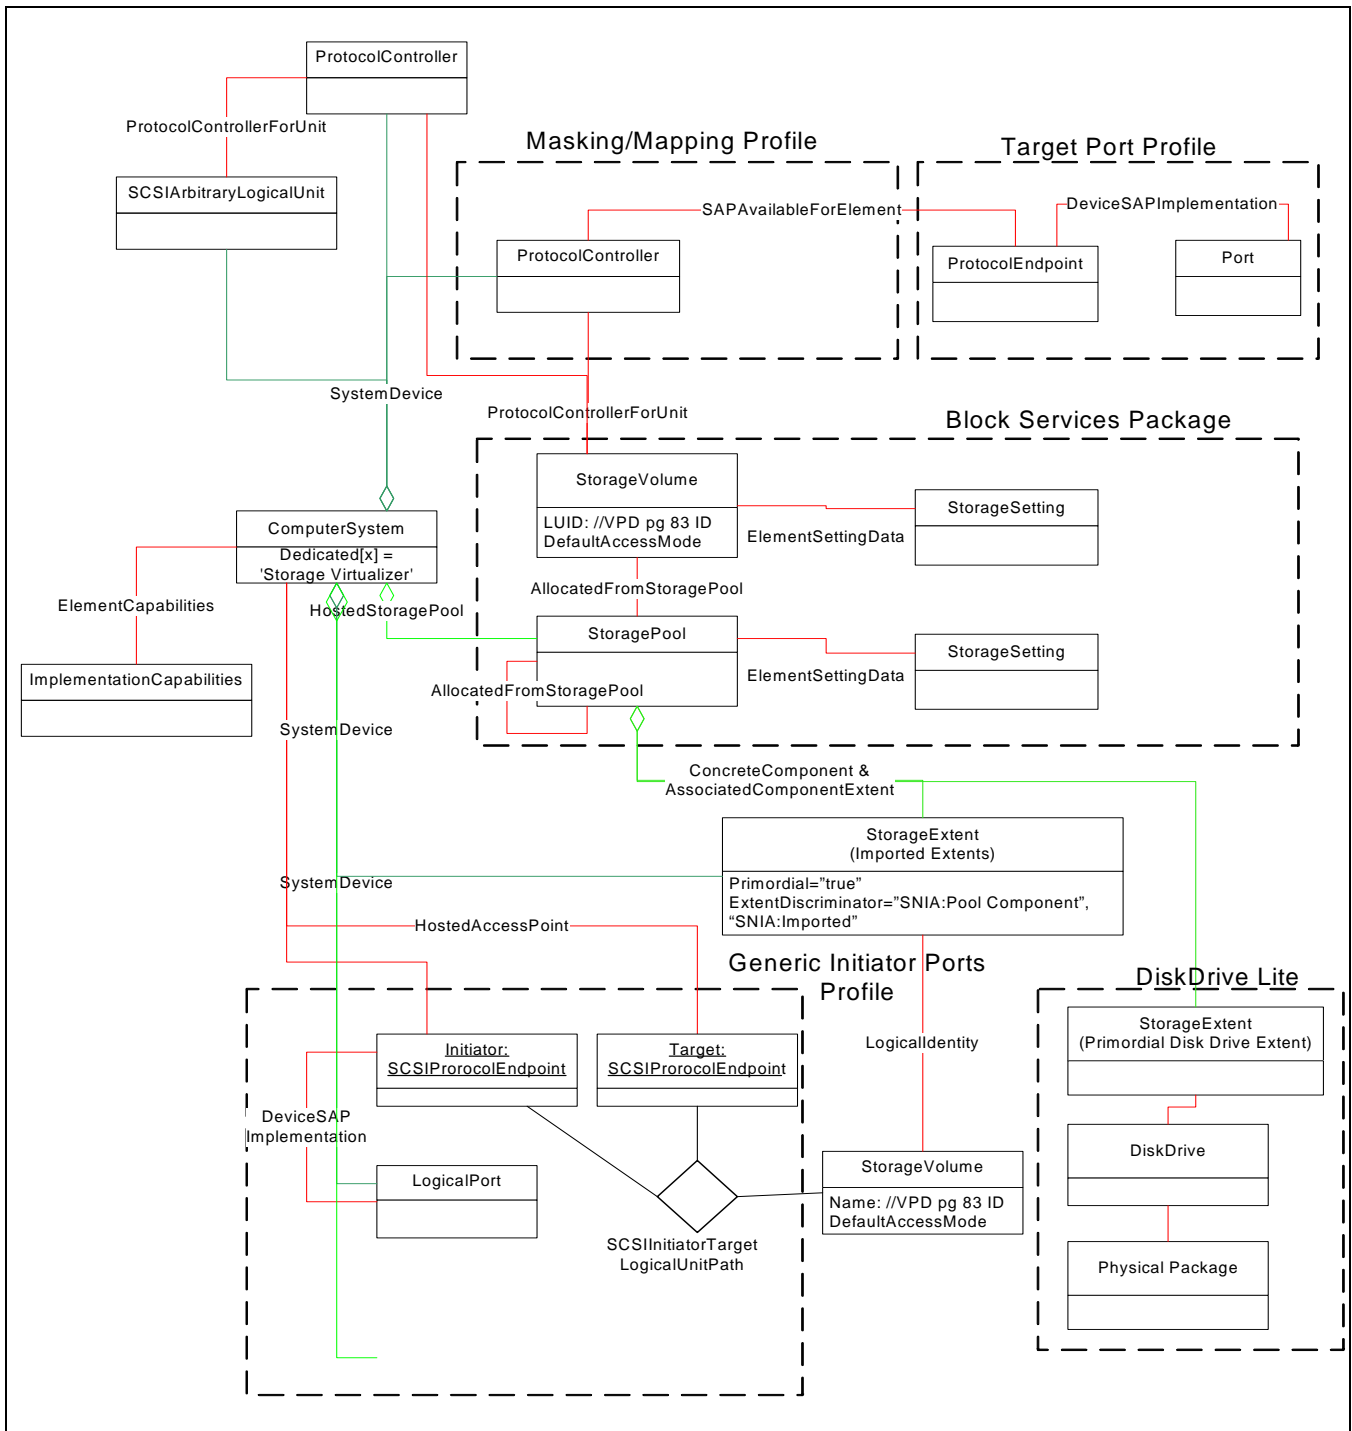 ProtocolController
ProtocolControllerForUnit
SCSIArbitraryLogicalUnit
Masking/Mapping Profile
Target Port Profile
SAPAvailableForElement
DeviceSAPImplementation
ProtocolController
ProtocolEndpoint
Port
SystemDevice
ProtocolControllerForUnit
Block Services Package
StorageVolume
LUID: //VPD pg 83 ID
DefaultAccessMode
StorageSetting
ElementSettingData
ComputerSystem
Dedicated[x] =
'Storage Virtualizer'
ElementCapabilities
HostedStoragePool
AllocatedFromStoragePool
StoragePool
StorageSetting
ElementSettingData
ImplementationCapabilities
AllocatedFromStoragePool
SystemDevice
ConcreteComponent &
AssociatedComponentExtent
StorageExtent
(Imported Extents)
Primordial=”true”
ExtentDiscriminator=”SNIA:Pool Component”,
“SNIA:Imported”
SystemDevice
HostedAccessPoint
Generic Initiator Ports
Profile
DiskDrive Lite
Initiator:
SCSIProrocolEndpoint
Target:
SCSIProrocolEndpoint
LogicalIdentity
StorageExtent
(Primordial Disk Drive Extent)
DeviceSAP
Implementation
LogicalPort
StorageVolume
Name: //VPD pg 83 ID
DefaultAccessMode
DiskDrive
SCSIInitiatorTarget
LogicalUnitPath
Physical Package